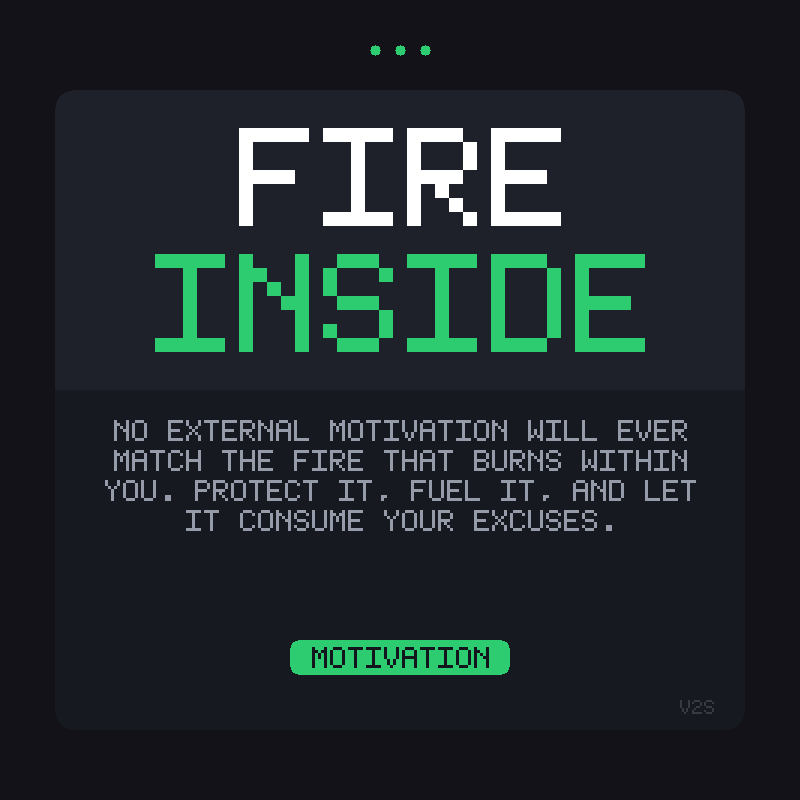 FIRE
INSIDE
NO EXTERNAL MOTIVATION WILL EVER
MATCH THE FIRE THAT BURNS WITHIN
YOU. PROTECT IT, FUEL IT, AND LET
IT CONSUME YOUR EXCUSES.
MOTIVATION
V2S